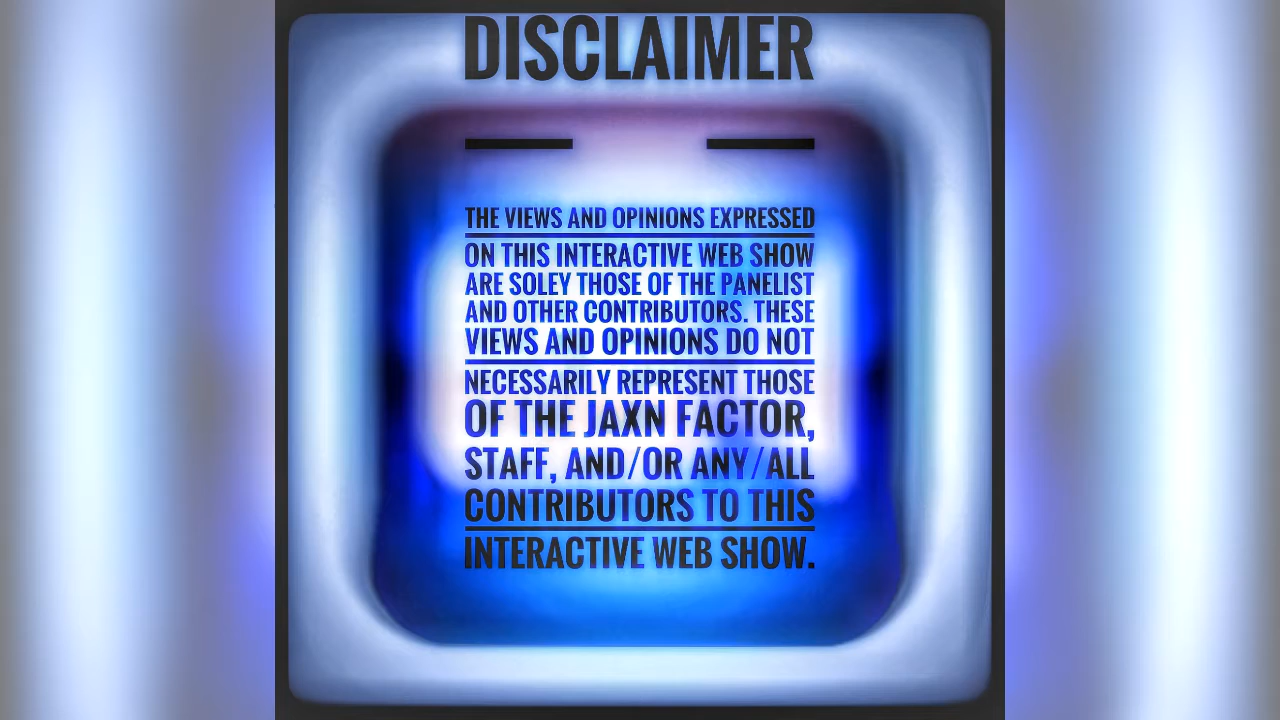 DISCLAIMER
THE VIEWS AND OPINIONS EXPRESSED
ON THIS INTERACTIVE WEB SHOW
ARE SOLEY THOSE OF THE PANELIST
AND OTHER CONTRIBUTORS. THESE
VIEWS AND OPINIONS DO NOT
NECESSARILY REPRESENT THOSE
OF THE JAXN FACTOR,
STAFF, AND/OR ANY/ALL
CONTRIBUTORS TO THIS
INTERACTIVE WEB SHOW.